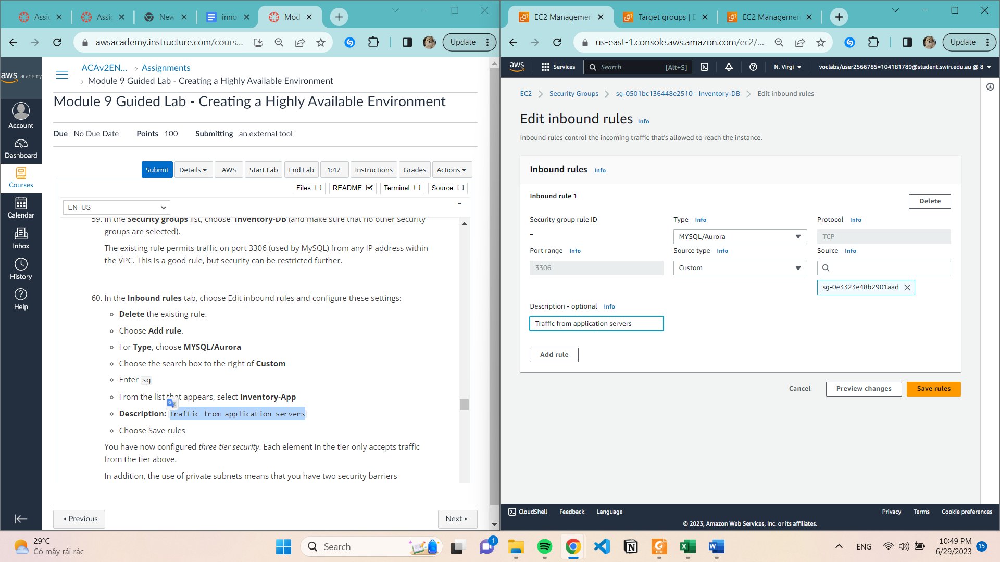 Assi
Assi
New
inno
Mod
awsacademy.instructure.com/cours...
Update
aws academy
Account
Dashboard
Courses
Calendar
Inbox
History
Help
ACAv2EN... > Assignments
> Module 9 Guided Lab - Creating a Highly Available Environment
Module 9 Guided Lab - Creating a Highly Available Environment
Due No Due Date Points 100 Submitting an external tool
Submit Details AWS Start Lab End Lab 1:47 Instructions Grades Actions
Files README Terminal Source
EN_US
59. In the Security groups list, choose Inventory-DB (and make sure that no other security
groups are selected).
The existing rule permits traffic on port 3306 (used by MySQL) from any IP address within
the VPC. This is a good rule, but security can be restricted further.
60. In the Inbound rules tab, choose Edit inbound rules and configure these settings:
Delete the existing rule.
Choose Add rule.
For Type, choose MYSQL/Aurora
Choose the search box to the right of Custom
Enter sg
From the list that appears, select Inventory-App
Description: Traffic from application servers
Choose Save rules
You have now configured three-tier security. Each element in the tier only accepts traffic
from the tier above.
In addition, the use of private subnets means that you have two security barriers
Previous Next
EC2 Managemen
Target groups | E
EC2 Managemen
us-east-1.console.aws.amazon.com/ec2/...
Update
aws Services Search [Alt+S] N. Virgi voclabs/user2566785=104181789@student.swin.edu.au @ 8
EC2 > Security Groups > sg-0501bc136448e2510 - Inventory-DB > Edit inbound rules
Edit inbound rules Info
Inbound rules control the incoming traffic that's allowed to reach the instance.
Inbound rules Info
Inbound rule 1
Delete
Security group rule ID Type Info Protocol Info
– MYSQL/Aurora TCP
Port range Info Source type Info Source Info
3306 Custom
sg-0e3323e48b2901aad
Description - optional Info
Traffic from application servers
Add rule
Cancel Preview changes Save rules
CloudShell Feedback Language Privacy Terms Cookie preferences
© 2023, Amazon Web Services, Inc. or its affiliates.
29°C
Có mây rải rác
Search
1
ENG
10:49 PM
6/29/2023
15